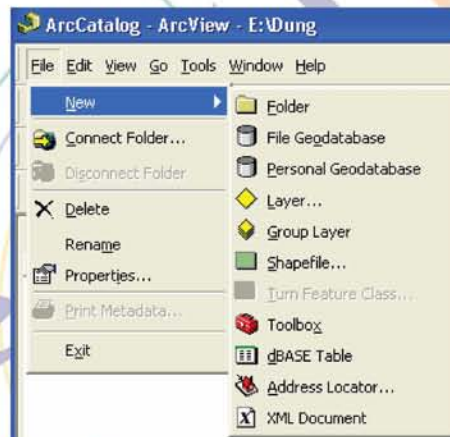 ArcCatalog - ArcView - E:\Dung
File Edit View Go Tools Window Help
New
Connect Folder...
Disconnect Folder
Delete
Rename
Properties...
Print Metadata...
Exit
Folder
File Geodatabase
Personal Geodatabase
Layer...
Group Layer
Shapefile...
Turn Feature Class...
Toolbox
dBASE Table
Address Locator...
XML Document